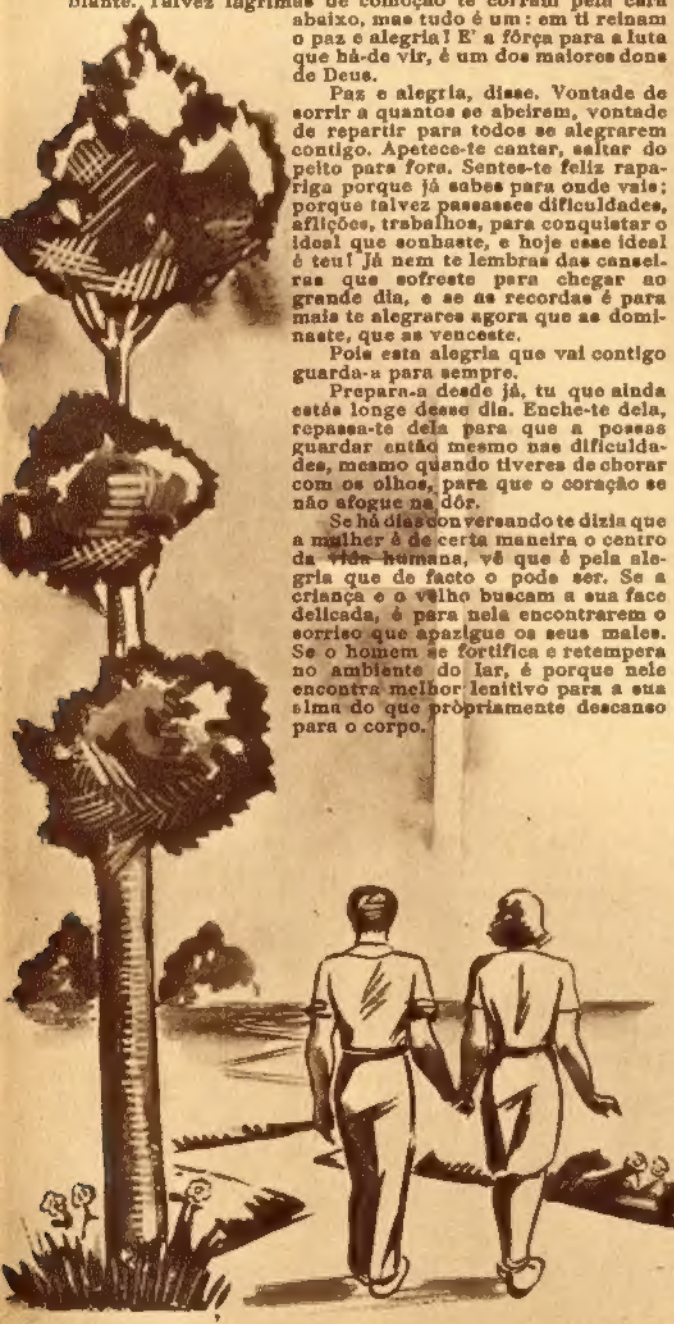 blante. Talvez lágrimas de comoção te corram pela cara
abaixo, mas tudo é um : em ti reinam
o paz e alegria! E' a fôrça para a luta
que há-de vir, é um dos maiores dons
de Deus.
Paz e alegria, disse. Vontade de
sorrir a quantos se abeirem, vontade
de repartir para todos se alegrarem
contigo. Apetece-te cantar, saltar do
peito para fora. Sentes-te feliz rapa-
riga porque já sabes para onde vais;
porque talvez passasses dificuldades,
aflições, trabalhos, para conquistar o
ideal que sonhaste, e hoje esse ideal
é teu! Já nem te lembras das cansei-
ras que sofreste para chegar ao
grande dia, e se as recordas é para
mais te alegrares agora que as domi-
naste, que as venceste.
Pois esta alegria que vai contigo
guarda-a para sempre.
Prepara-a desde já, tu que ainda
estás longe desse dia. Enche-te dela,
repassa-te dela para que a possas
guardar então mesmo nas dificulda-
des, mesmo quando tiveres de chorar
com os olhos, para que o coração se
não afogue na dôr.
Se há dias conversando te dizia que
a mulher é de certa maneira o centro
da vida humana, vê que é pela ale-
gria que de facto o pode ser. Se a
criança e o velho buscam a sua face
delicada, é para nela encontrarem o
sorriso que apazigue os seus males.
Se o homem se fortifica e retempera
no ambiente do lar, é porque nele
encontra melhor lenitivo para a sua
alma do que pròpriamente descanso
para o corpo.